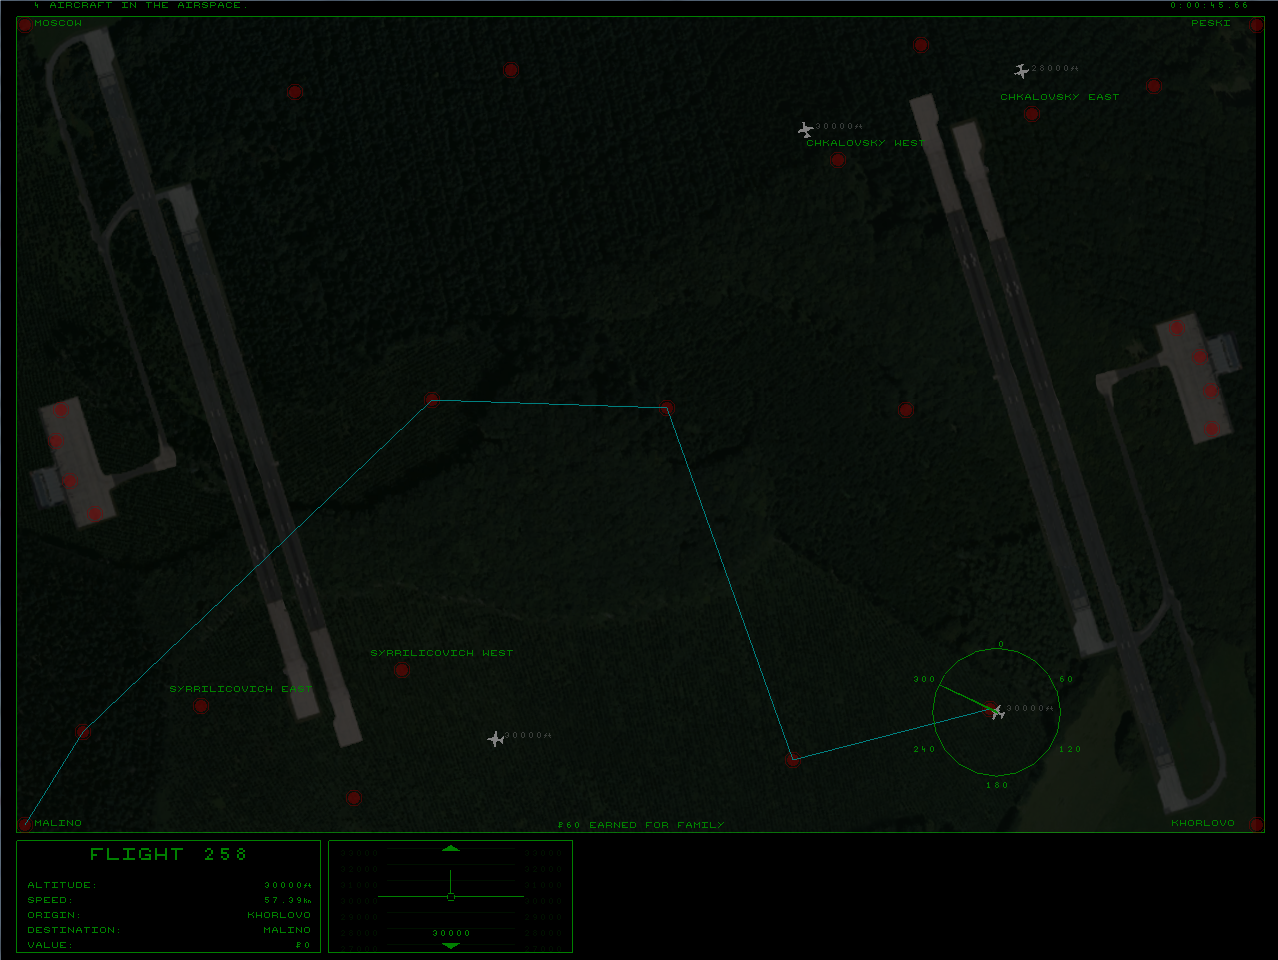 4 AIRCRAFT IN THE AIRSPACE.
0:00:45.66
MOSCOW
PESKI
28000ft
CHKALOVSKY EAST
30000ft
CHKALOVSKY WEST
SYRRILICOVICH WEST
SYRRILICOVICH EAST
30000ft
0
300
60
30000ft
240
120
180
MALINO
₽60 EARNED FOR FAMILY
KHORLOVO
FLIGHT 258
ALTITUDE: 30000ft
SPEED: 57.39kn
ORIGIN: KHORLOVO
DESTINATION: MALINO
VALUE: ₽0
30000